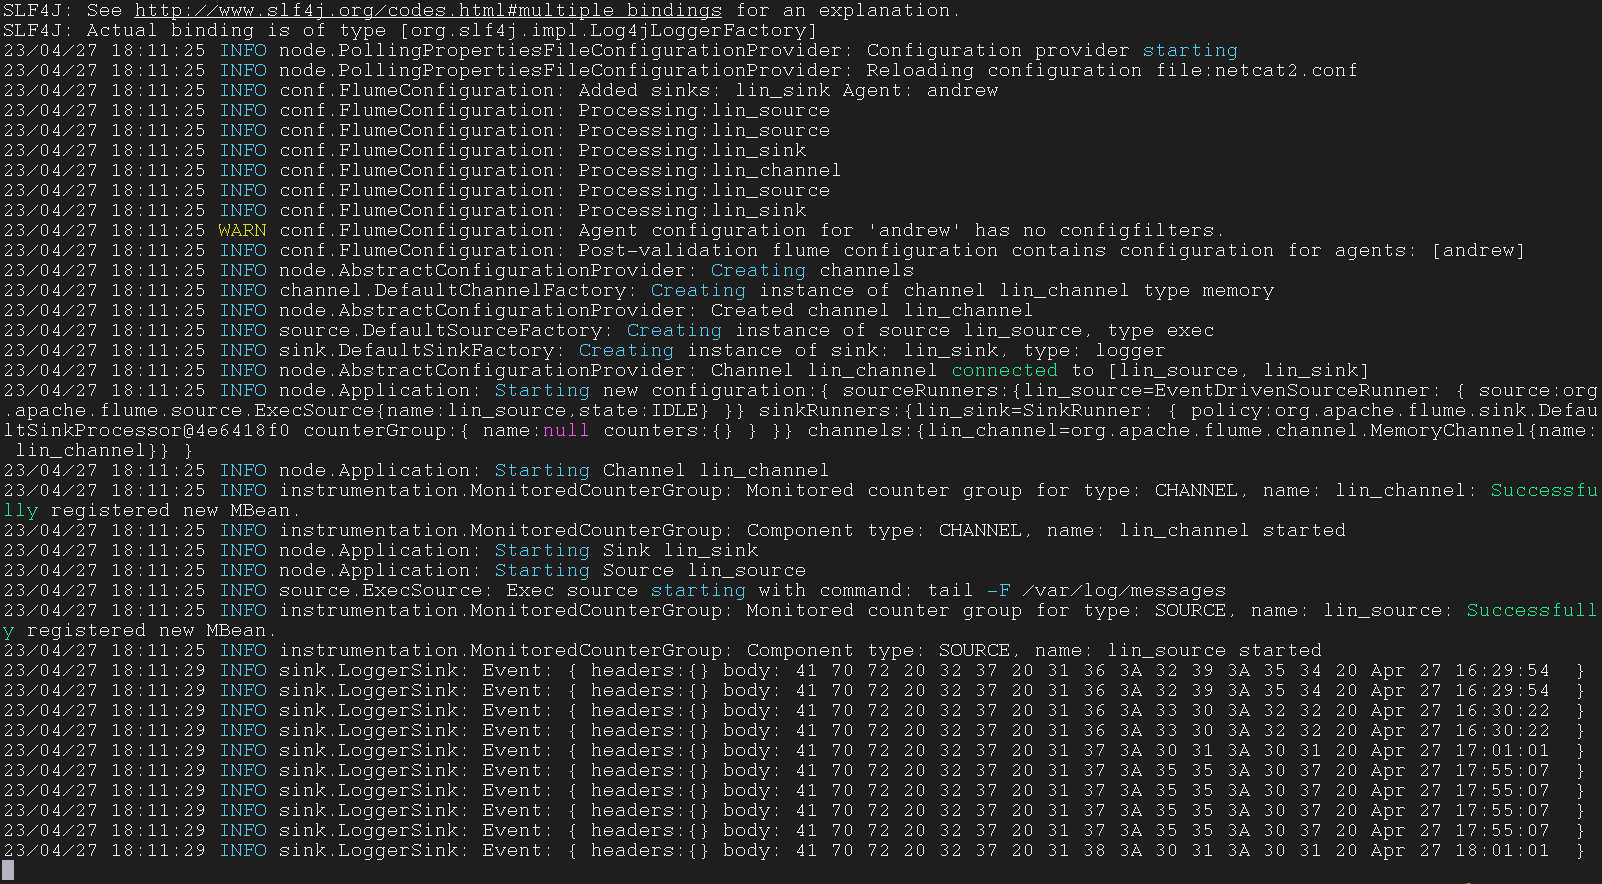 SLF4J: See http://www.slf4j.org/codes.html#multiple_bindings for an explanation.
SLF4J: Actual binding is of type [org.slf4j.impl.Log4jLoggerFactory]
23/04/27 18:11:25 INFO node.PollingPropertiesFileConfigurationProvider: Configuration provider starting
23/04/27 18:11:25 INFO node.PollingPropertiesFileConfigurationProvider: Reloading configuration file:netcat2.conf
23/04/27 18:11:25 INFO conf.FlumeConfiguration: Added sinks: lin_sink Agent: andrew
23/04/27 18:11:25 INFO conf.FlumeConfiguration: Processing:lin_source
23/04/27 18:11:25 INFO conf.FlumeConfiguration: Processing:lin_source
23/04/27 18:11:25 INFO conf.FlumeConfiguration: Processing:lin_sink
23/04/27 18:11:25 INFO conf.FlumeConfiguration: Processing:lin_channel
23/04/27 18:11:25 INFO conf.FlumeConfiguration: Processing:lin_source
23/04/27 18:11:25 INFO conf.FlumeConfiguration: Processing:lin_sink
23/04/27 18:11:25 WARN conf.FlumeConfiguration: Agent configuration for 'andrew' has no configfilters.
23/04/27 18:11:25 INFO conf.FlumeConfiguration: Post-validation flume configuration contains configuration for agents: [andrew]
23/04/27 18:11:25 INFO node.AbstractConfigurationProvider: Creating channels
23/04/27 18:11:25 INFO channel.DefaultChannelFactory: Creating instance of channel lin_channel type memory
23/04/27 18:11:25 INFO node.AbstractConfigurationProvider: Created channel lin_channel
23/04/27 18:11:25 INFO source.DefaultSourceFactory: Creating instance of source lin_source, type exec
23/04/27 18:11:25 INFO sink.DefaultSinkFactory: Creating instance of sink: lin_sink, type: logger
23/04/27 18:11:25 INFO node.AbstractConfigurationProvider: Channel lin_channel connected to [lin_source, lin_sink]
23/04/27 18:11:25 INFO node.Application: Starting new configuration:{ sourceRunners:{lin_source=EventDrivenSourceRunner: { source:org
.apache.flume.source.ExecSource{name:lin_source,state:IDLE} }} sinkRunners:{lin_sink=SinkRunner: { policy:org.apache.flume.sink.Defau
ltSinkProcessor@4e6418f0 counterGroup:{ name:null counters:{} } }} channels:{lin_channel=org.apache.flume.channel.MemoryChannel{name:
lin_channel}} }
23/04/27 18:11:25 INFO node.Application: Starting Channel lin_channel
23/04/27 18:11:25 INFO instrumentation.MonitoredCounterGroup: Monitored counter group for type: CHANNEL, name: lin_channel: Successfu
lly registered new MBean.
23/04/27 18:11:25 INFO instrumentation.MonitoredCounterGroup: Component type: CHANNEL, name: lin_channel started
23/04/27 18:11:25 INFO node.Application: Starting Sink lin_sink
23/04/27 18:11:25 INFO node.Application: Starting Source lin_source
23/04/27 18:11:25 INFO source.ExecSource: Exec source starting with command: tail -F /var/log/messages
23/04/27 18:11:25 INFO instrumentation.MonitoredCounterGroup: Monitored counter group for type: SOURCE, name: lin_source: Successfull
y registered new MBean.
23/04/27 18:11:25 INFO instrumentation.MonitoredCounterGroup: Component type: SOURCE, name: lin_source started
23/04/27 18:11:29 INFO sink.LoggerSink: Event: { headers:{} body: 41 70 72 20 32 37 20 31 36 3A 32 39 3A 35 34 20 Apr 27 16:29:54  }
23/04/27 18:11:29 INFO sink.LoggerSink: Event: { headers:{} body: 41 70 72 20 32 37 20 31 36 3A 32 39 3A 35 34 20 Apr 27 16:29:54  }
23/04/27 18:11:29 INFO sink.LoggerSink: Event: { headers:{} body: 41 70 72 20 32 37 20 31 36 3A 33 30 3A 32 32 20 Apr 27 16:30:22  }
23/04/27 18:11:29 INFO sink.LoggerSink: Event: { headers:{} body: 41 70 72 20 32 37 20 31 36 3A 33 30 3A 32 32 20 Apr 27 16:30:22  }
23/04/27 18:11:29 INFO sink.LoggerSink: Event: { headers:{} body: 41 70 72 20 32 37 20 31 37 3A 30 31 3A 30 31 20 Apr 27 17:01:01  }
23/04/27 18:11:29 INFO sink.LoggerSink: Event: { headers:{} body: 41 70 72 20 32 37 20 31 37 3A 35 35 3A 30 37 20 Apr 27 17:55:07  }
23/04/27 18:11:29 INFO sink.LoggerSink: Event: { headers:{} body: 41 70 72 20 32 37 20 31 37 3A 35 35 3A 30 37 20 Apr 27 17:55:07  }
23/04/27 18:11:29 INFO sink.LoggerSink: Event: { headers:{} body: 41 70 72 20 32 37 20 31 37 3A 35 35 3A 30 37 20 Apr 27 17:55:07  }
23/04/27 18:11:29 INFO sink.LoggerSink: Event: { headers:{} body: 41 70 72 20 32 37 20 31 37 3A 35 35 3A 30 37 20 Apr 27 17:55:07  }
23/04/27 18:11:29 INFO sink.LoggerSink: Event: { headers:{} body: 41 70 72 20 32 37 20 31 38 3A 30 31 3A 30 31 20 Apr 27 18:01:01  }